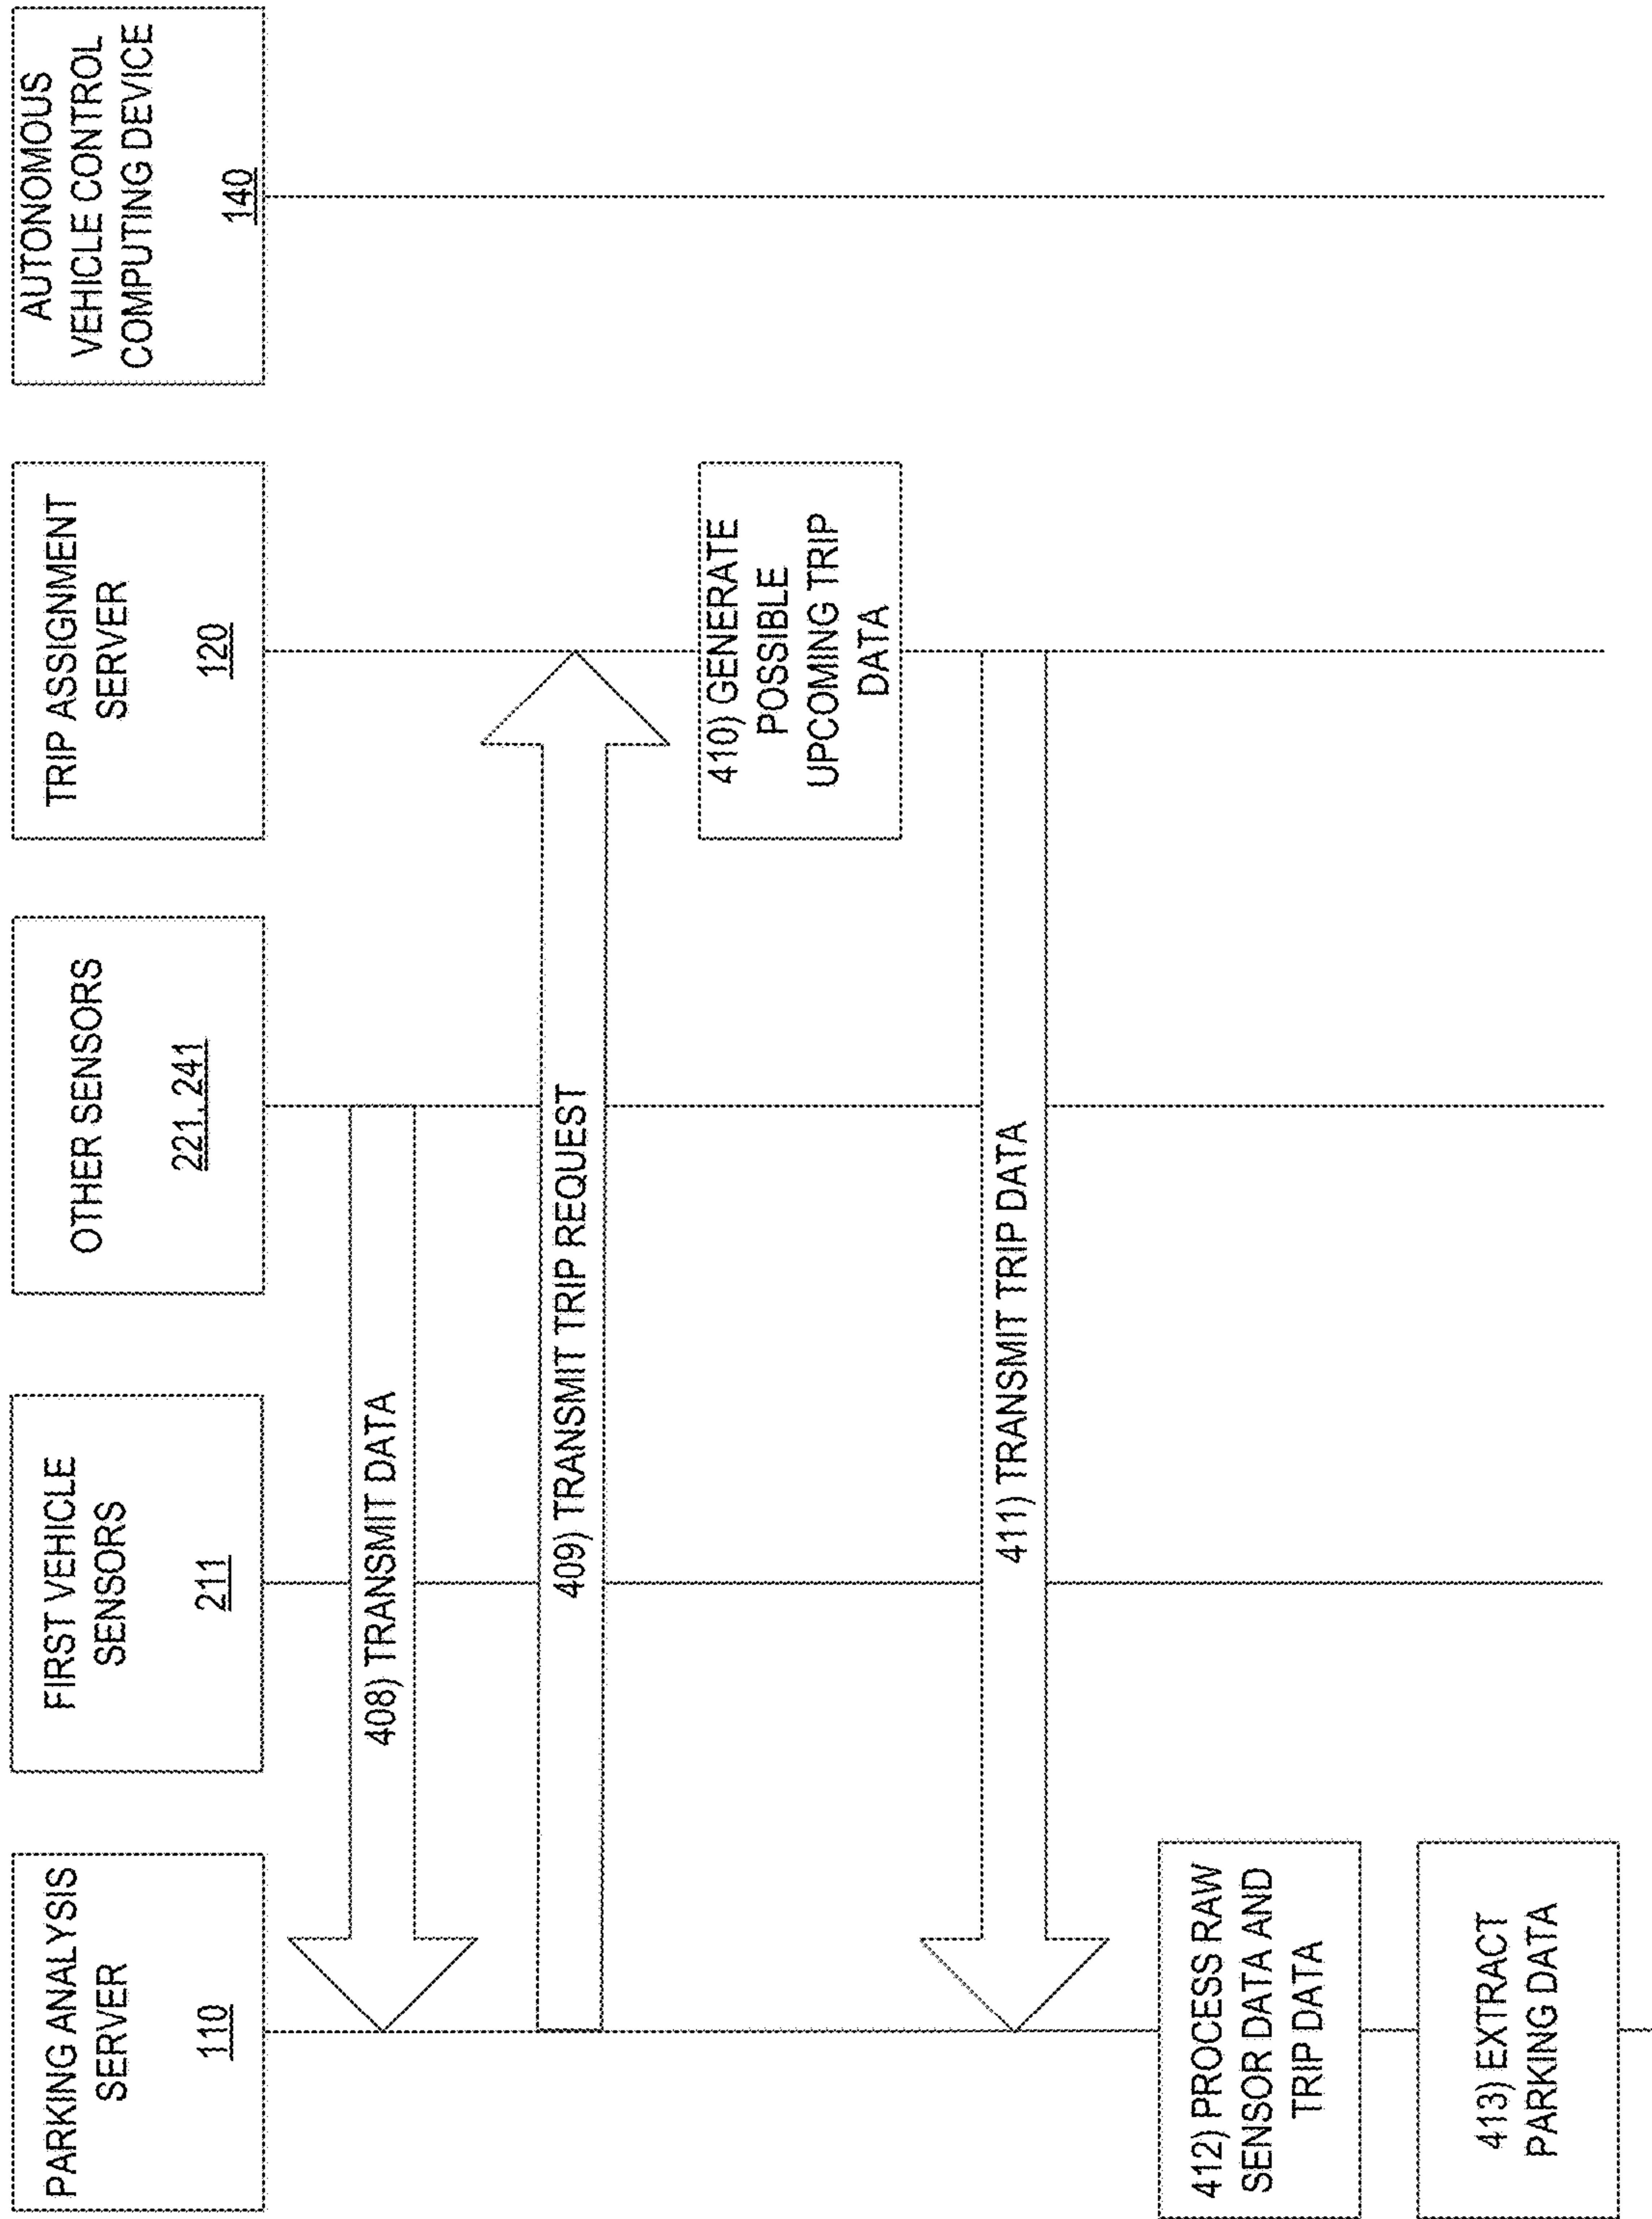 PARKING ANALYSIS
SERVER
110
FIRST VEHICLE
SENSORS
211
OTHER SENSORS
221, 241
TRIP ASSIGNMENT
SERVER
120
AUTONOMOUS
VEHICLE CONTROL
COMPUTING DEVICE
140
408) TRANSMIT DATA
409) TRANSMIT TRIP REQUEST
410) GENERATE
POSSIBLE
UPCOMING TRIP
DATA
411) TRANSMIT TRIP DATA
412) PROCESS RAW
SENSOR DATA AND
TRIP DATA
413) EXTRACT
PARKING DATA